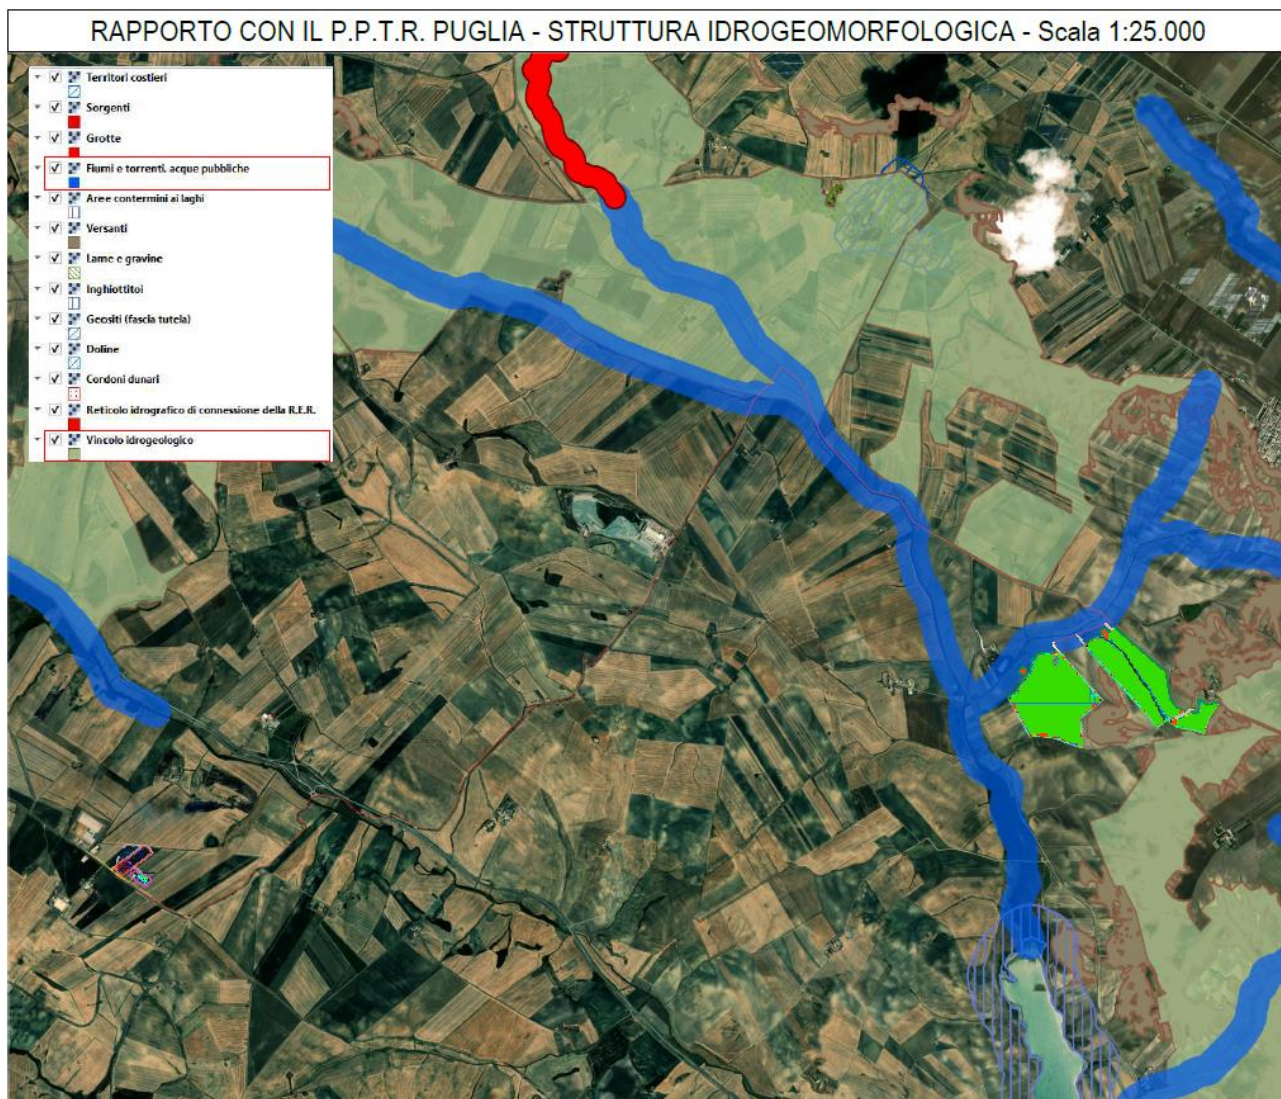 RAPPORTO CON IL P.P.T.R. PUGLIA - STRUTTURA IDROGEOMORFOLOGICA - Scala 1:25.000
Territori costieri
Sorgenti
Grotte
Fiumi e torrenti, acque pubbliche
Aree contermini ai laghi
Versanti
Lame e gravine
Inghiottitoi
Geositi (fascia tutela)
Doline
Cordoni dunari
Reticolo idrografico di connessione della R.E.R.
Vincolo idrogeologico